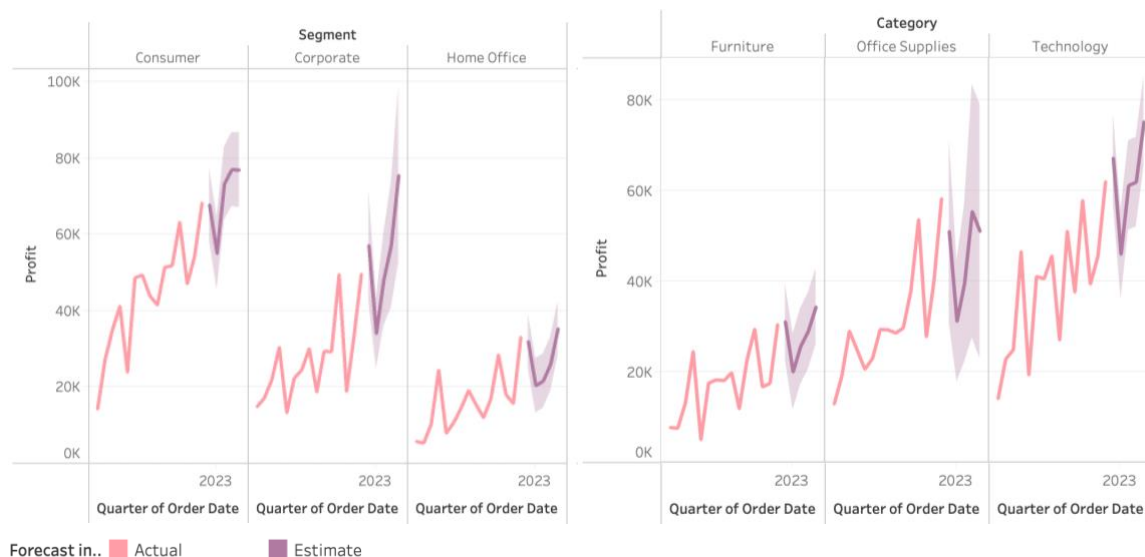 Segment
Consumer
Corporate
Home Office
100K
80K
60K
40K
20K
0K
Profit
2023
2023
2023
Quarter of Order Date
Quarter of Order Date
Quarter of Order Date
Category
Furniture
Office Supplies
Technology
80K
60K
40K
20K
0K
Profit
2023
2023
2023
Quarter of Order Date
Quarter of Order Date
Quarter of Order Date
Forecast in..
Actual
Estimate